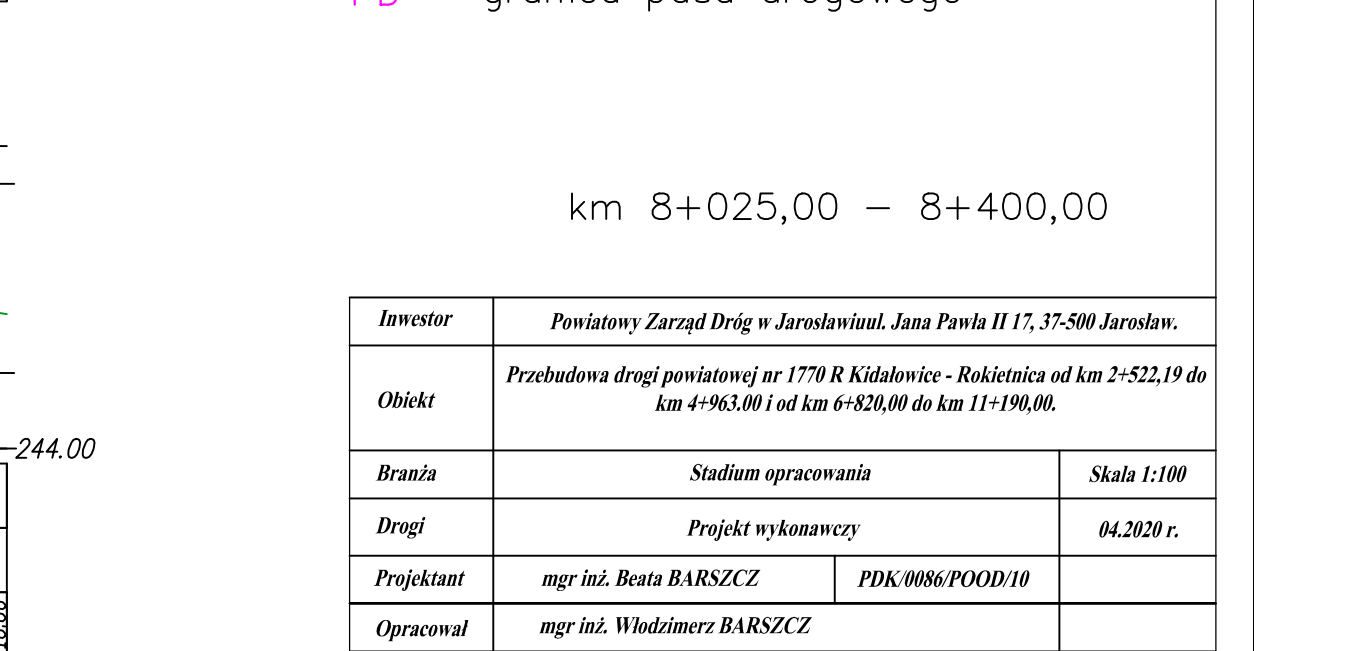 granica pasa drogowego
km 8+025,00 – 8+400,00
Inwestor Powiatowy Zarząd Dróg w Jarosławiuul. Jana Pawła II 17, 37-500 Jarosław.
Obiekt Przebudowa drogi powiatowej nr 1770 R Kidałowice - Rokietnica od km 2+522,19 do
km 4+963.00 i od km 6+820,00 do km 11+190,00.
244.00
Branża Stadium opracowania Skala 1:100
Drogi Projekt wykonawczy 04.2020 r.
Projektant mgr inż. Beata BARSZCZ PDK/0086/POOD/10
Opracował mgr inż. Włodzimierz BARSZCZ